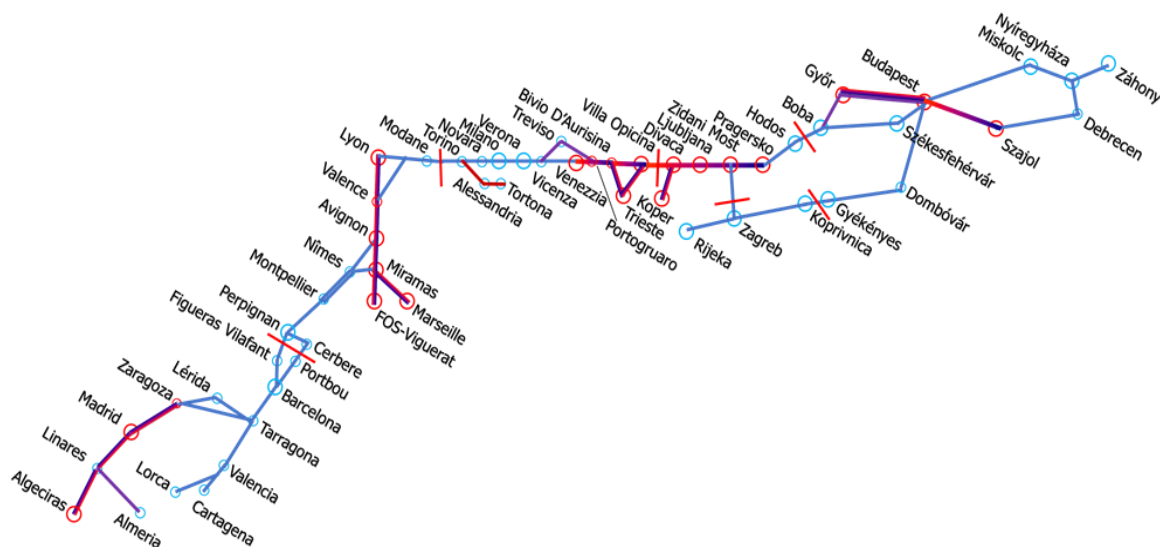 Nyíregyháza
Miskolc
Záhony
Budapest
Győr
Debrecen
Szajol
Székesfehérvár
Boba
Hodos
Pragersko
Zidani Most
Ljubljana
Divaca
Villa Opicina
Bivio D'Aurisina
Treviso
Verona
Milano
Novara
Torino
Modane
Lyon
Dombóvár
Gyékényes
Koprivnica
Zagreb
Rijeka
Koper
Trieste
Portogruaro
Venezzia
Vicenza
Tortona
Alessandria
Valence
Avignon
Nîmes
Montpellier
Miramas
Marseille
FOS-Viguerat
Perpignan
Figueras Vilafant
Cerbere
Portbou
Barcelona
Lérida
Zaragoza
Madrid
Linares
Algeciras
Almeria
Tarragona
Valencia
Lorca
Cartagena